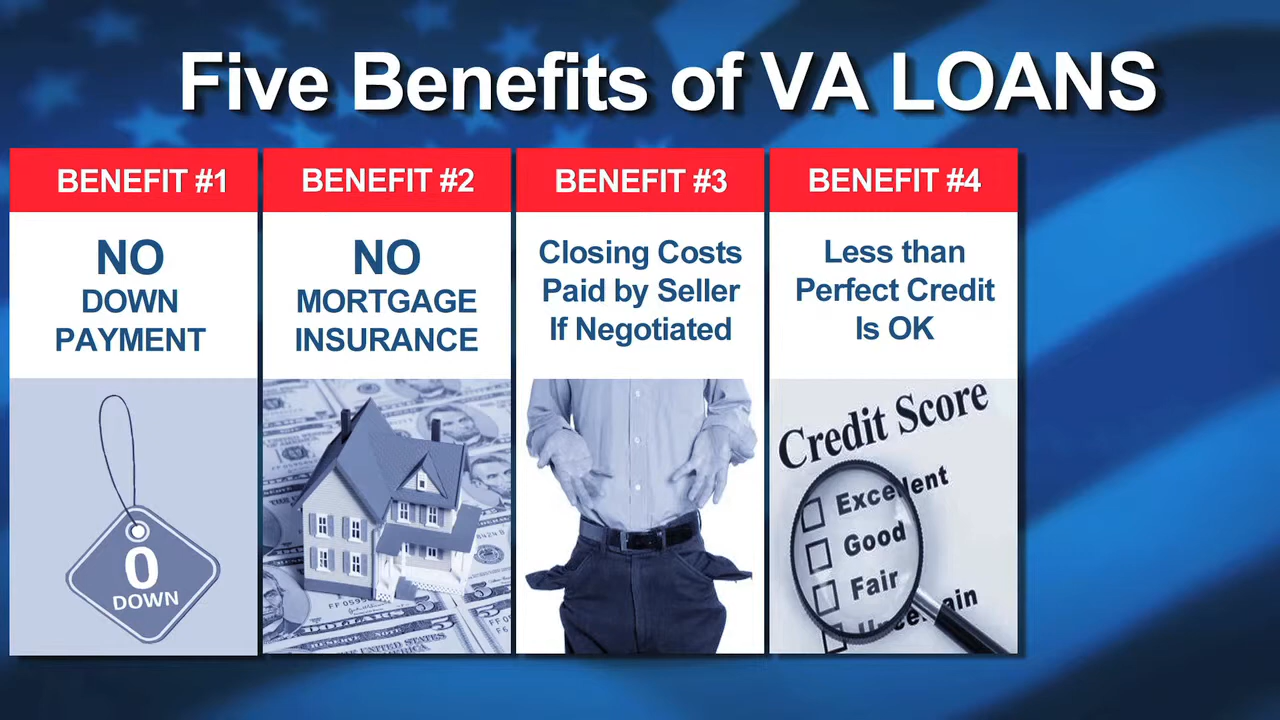 Five Benefits of VA LOANS
BENEFIT #1
NO
DOWN
PAYMENT
0
DOWN
BENEFIT #2
NO
MORTGAGE
INSURANCE
BENEFIT #3
Closing Costs
Paid by Seller
If Negotiated
BENEFIT #4
Less than
Perfect Credit
Is OK
Credit Score
Excellent
Good
Fair